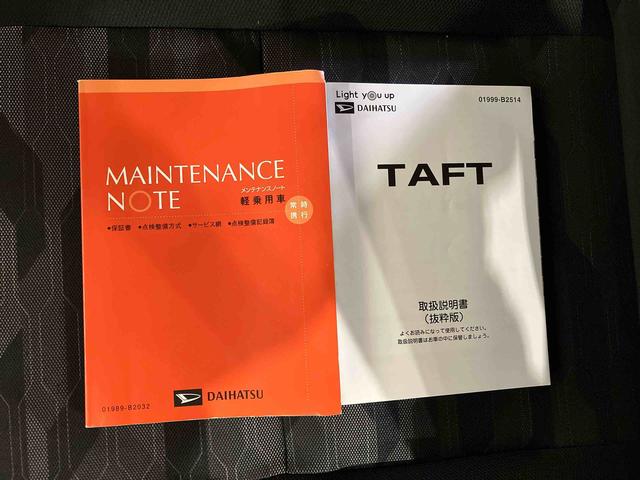 MAINTENANCE
NOTE
メンテナンスノート
軽乗用車
常時
携行
●保証書 ●点検整備方式 ●サービス網 ●点検整備記録簿
DAIHATSU
01989-B2032
Light you up
DAIHATSU
01999-B2514
TAFT
取扱説明書
(抜粋版)
よくお読みになって使用してください。
取扱説明書はお車の中に保管しましょう。